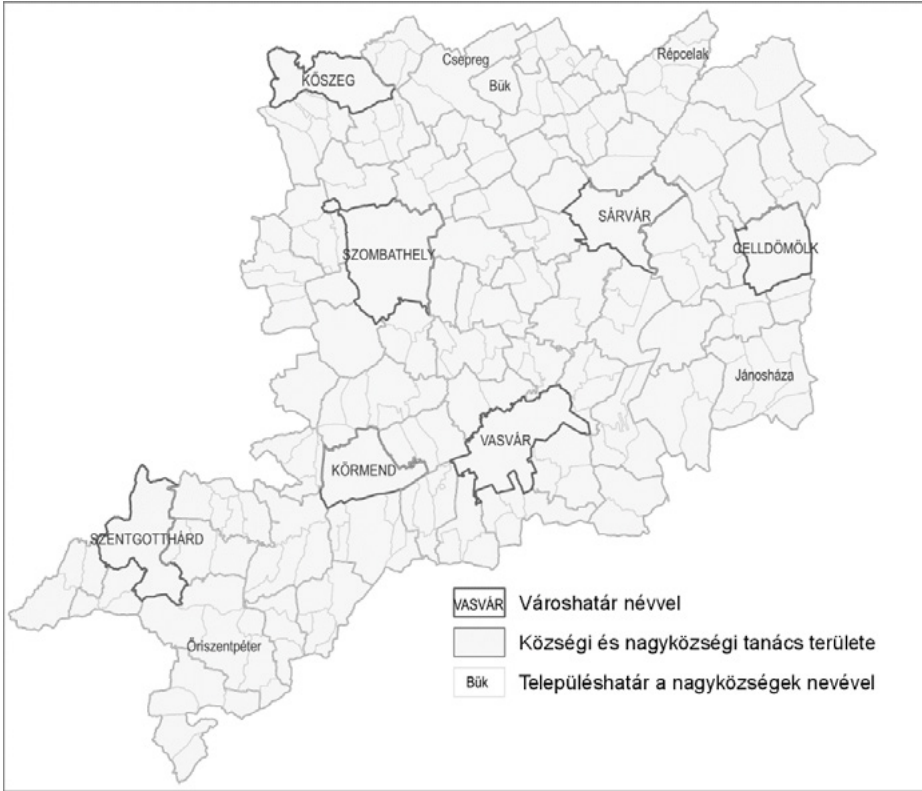 Répcelak
Csepreg
KŐSZEG
Bük
SÁRVÁR
SZOMBATHELY
CELLDÖMÖLK
Jánosháza
VASVÁR
KÖRMEND
SZENTGOTTHÁRD
Őriszentpéter
VASVÁR Városhatár névvel
Községi és nagyközségi tanács területe
Bük Településhatár a nagyközségek nevével